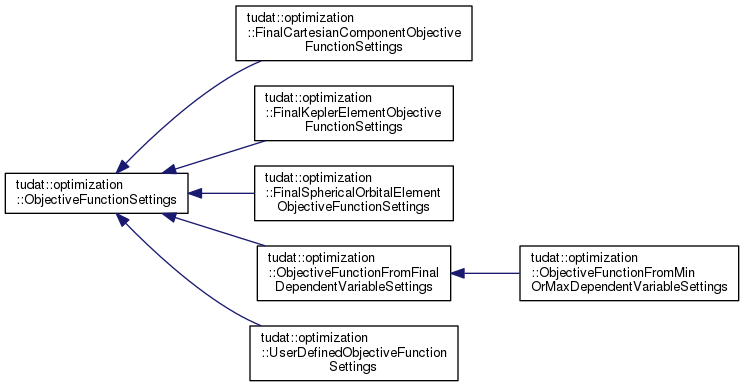 tudat::optimization
::FinalCartesianComponentObjective
FunctionSettings
tudat::optimization
::FinalKeplerElementObjective
FunctionSettings
tudat::optimization
::ObjectiveFunctionSettings
tudat::optimization
::FinalSphericalOrbitalElement
ObjectiveFunctionSettings
tudat::optimization
::ObjectiveFunctionFromFinal
DependentVariableSettings
tudat::optimization
::ObjectiveFunctionFromMin
OrMaxDependentVariableSettings
tudat::optimization
::UserDefinedObjectiveFunction
Settings